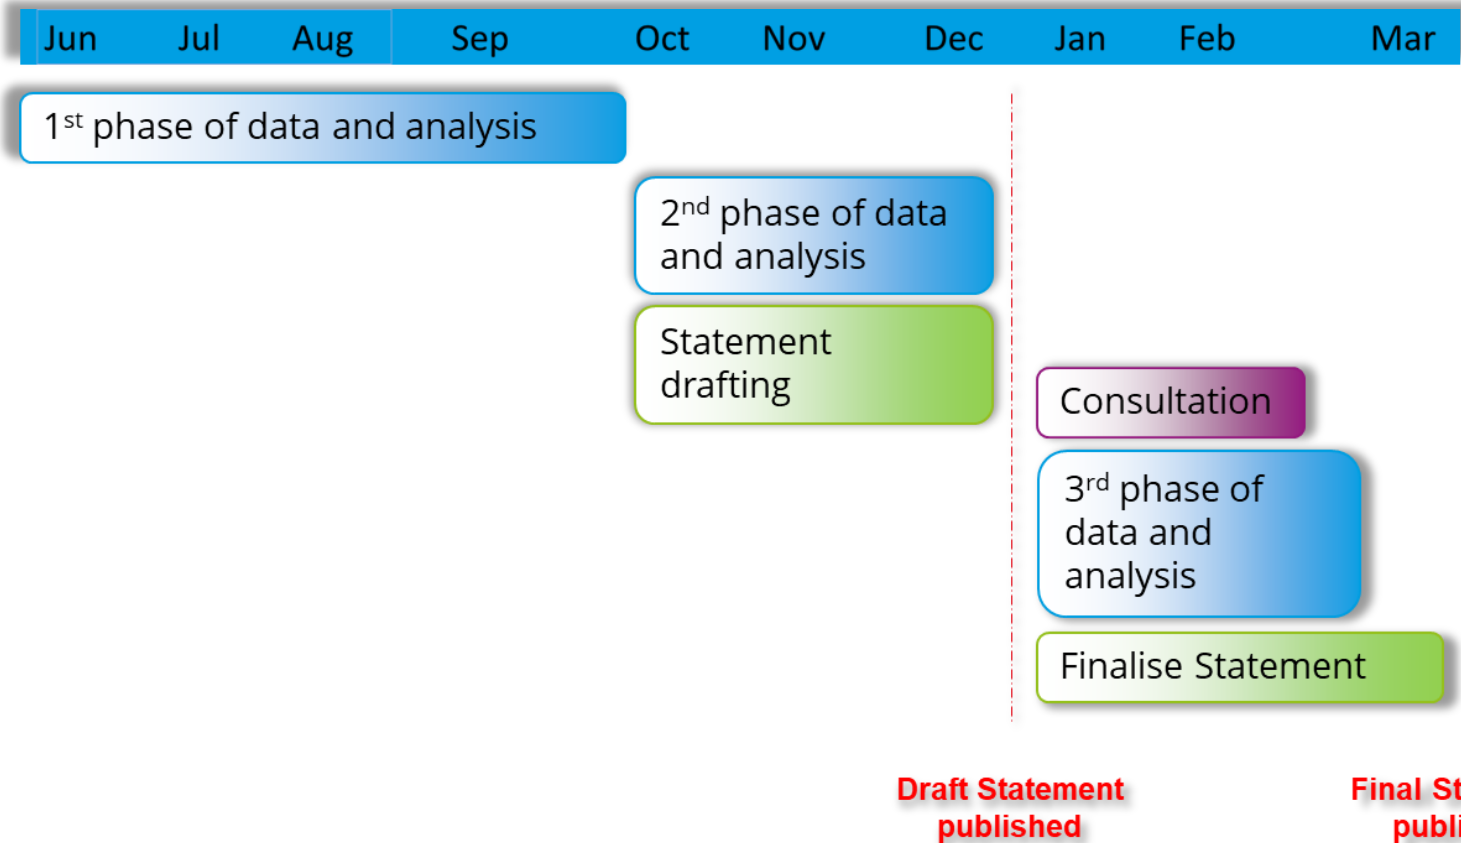 Jun Jul Aug Sep Oct Nov Dec Jan Feb Mar
1st phase of data and analysis
2nd phase of data
and analysis
Statement
drafting
Consultation
3rd phase of
data and
analysis
Finalise Statement
Draft Statement
published
Final